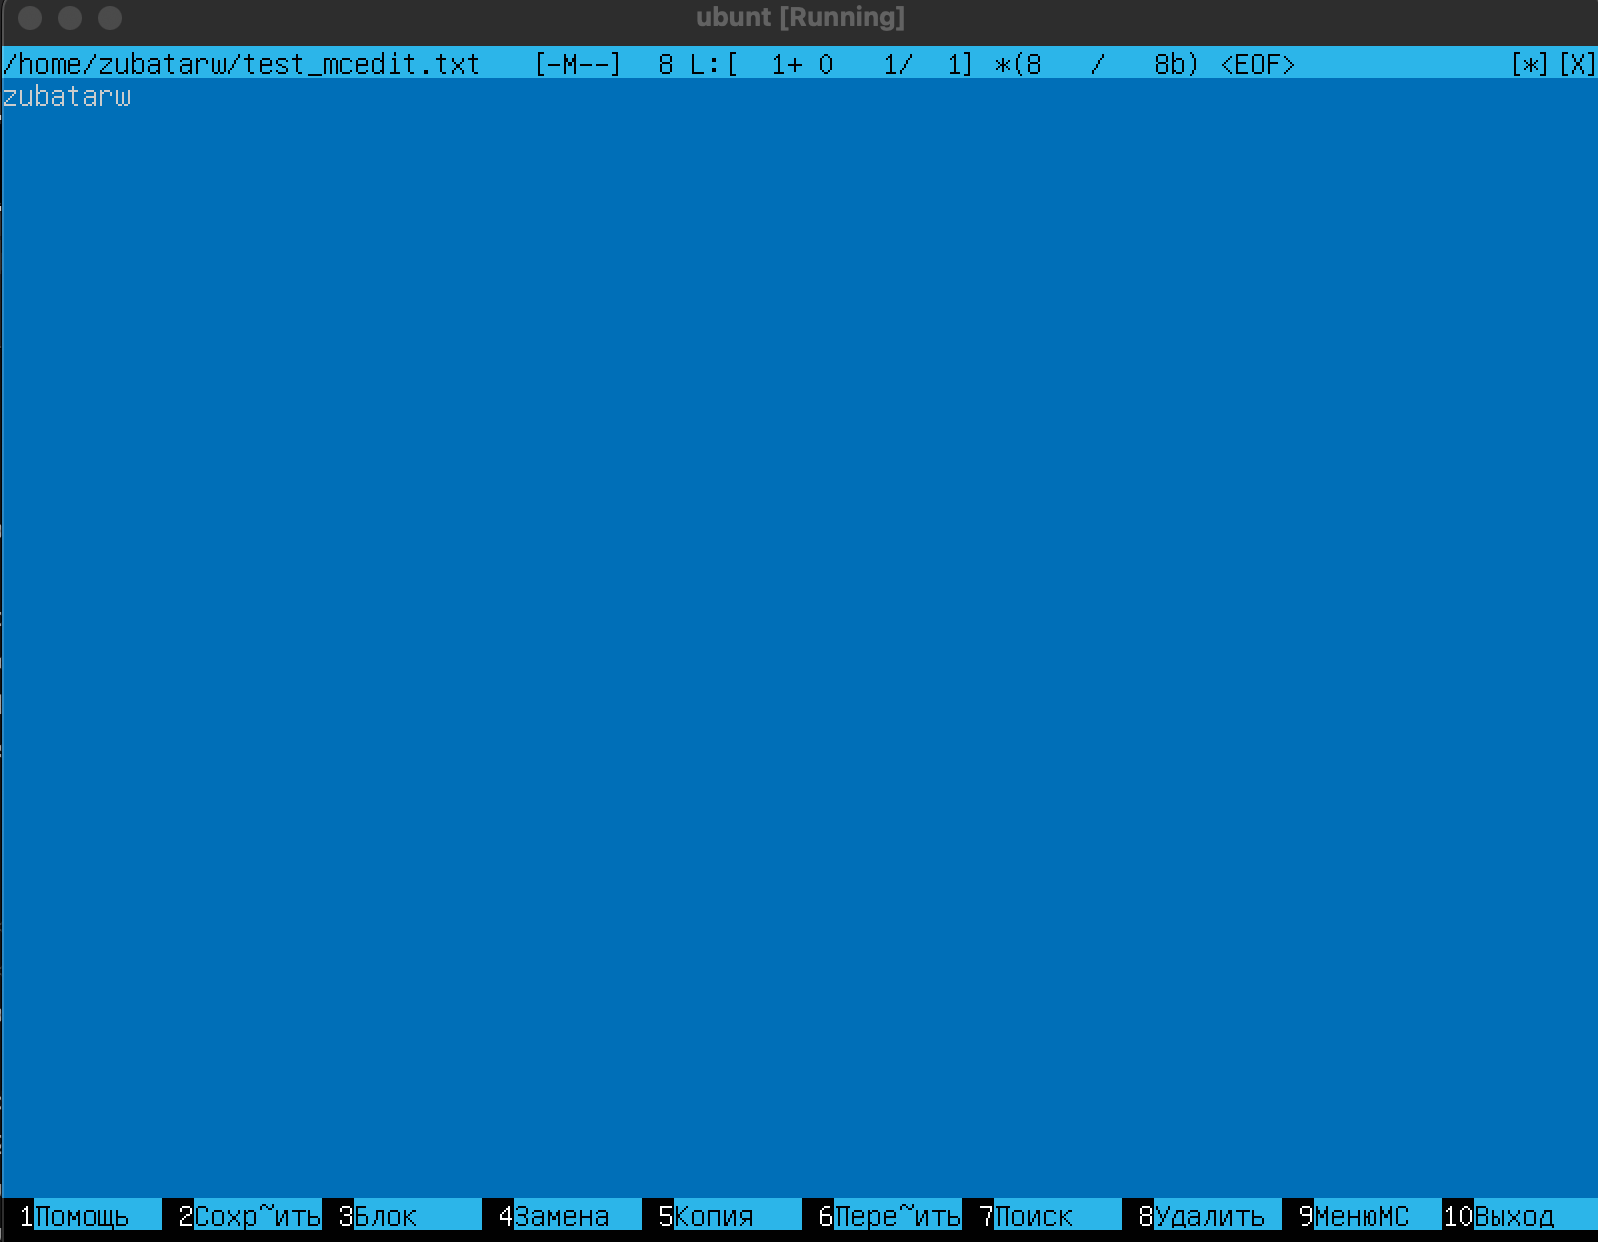 ubunt [Running]
/home/zubatarw/test_mcedit.txt [-M--] 8 L:[ 1+ 0 1/ 1] *(8 / 8b) <EOF> [*][X]
zubatarw
1Помощь 2Сохр~ить 3Блок 4Замена 5Копия 6Пере~ить 7Поиск 8Удалить 9МенюМС 10Выход